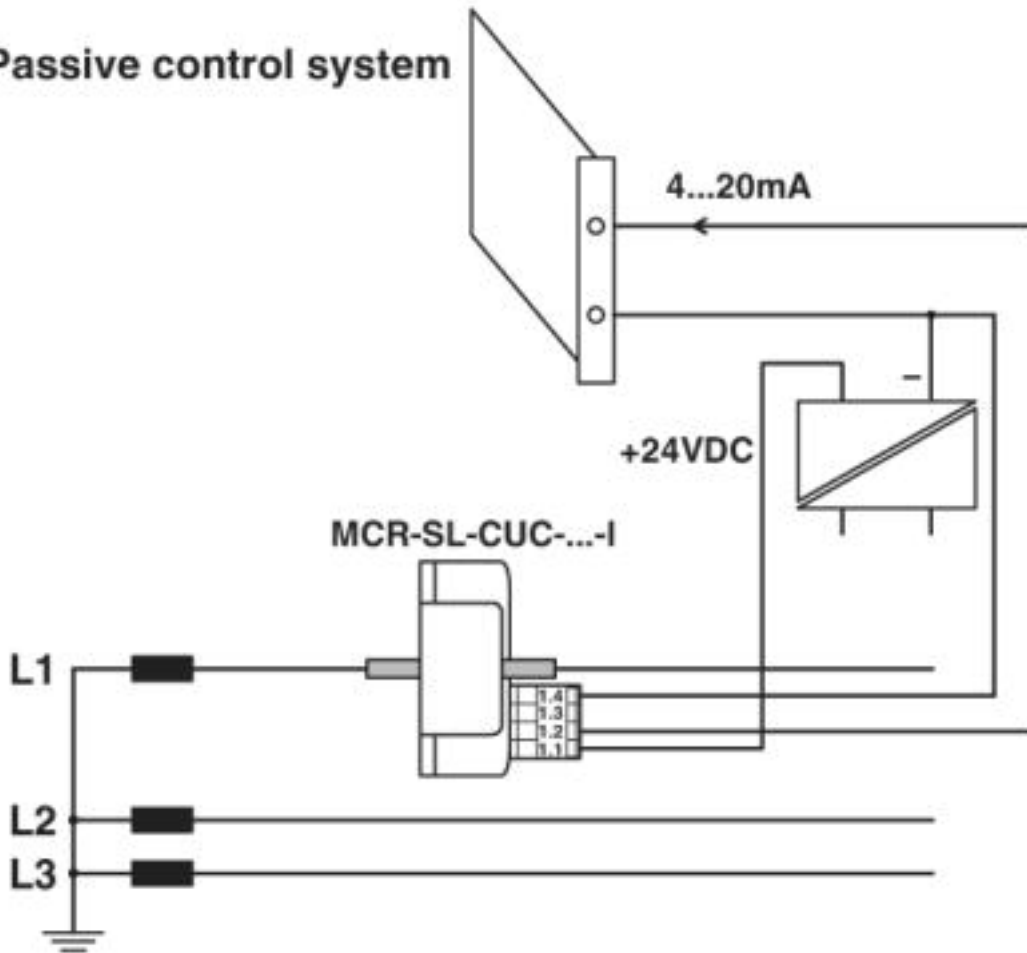 Passive control system
4...20mA
–
+24VDC
MCR-SL-CUC-...-I
L1
1.4
1.3
1.2
1.1
L2
L3